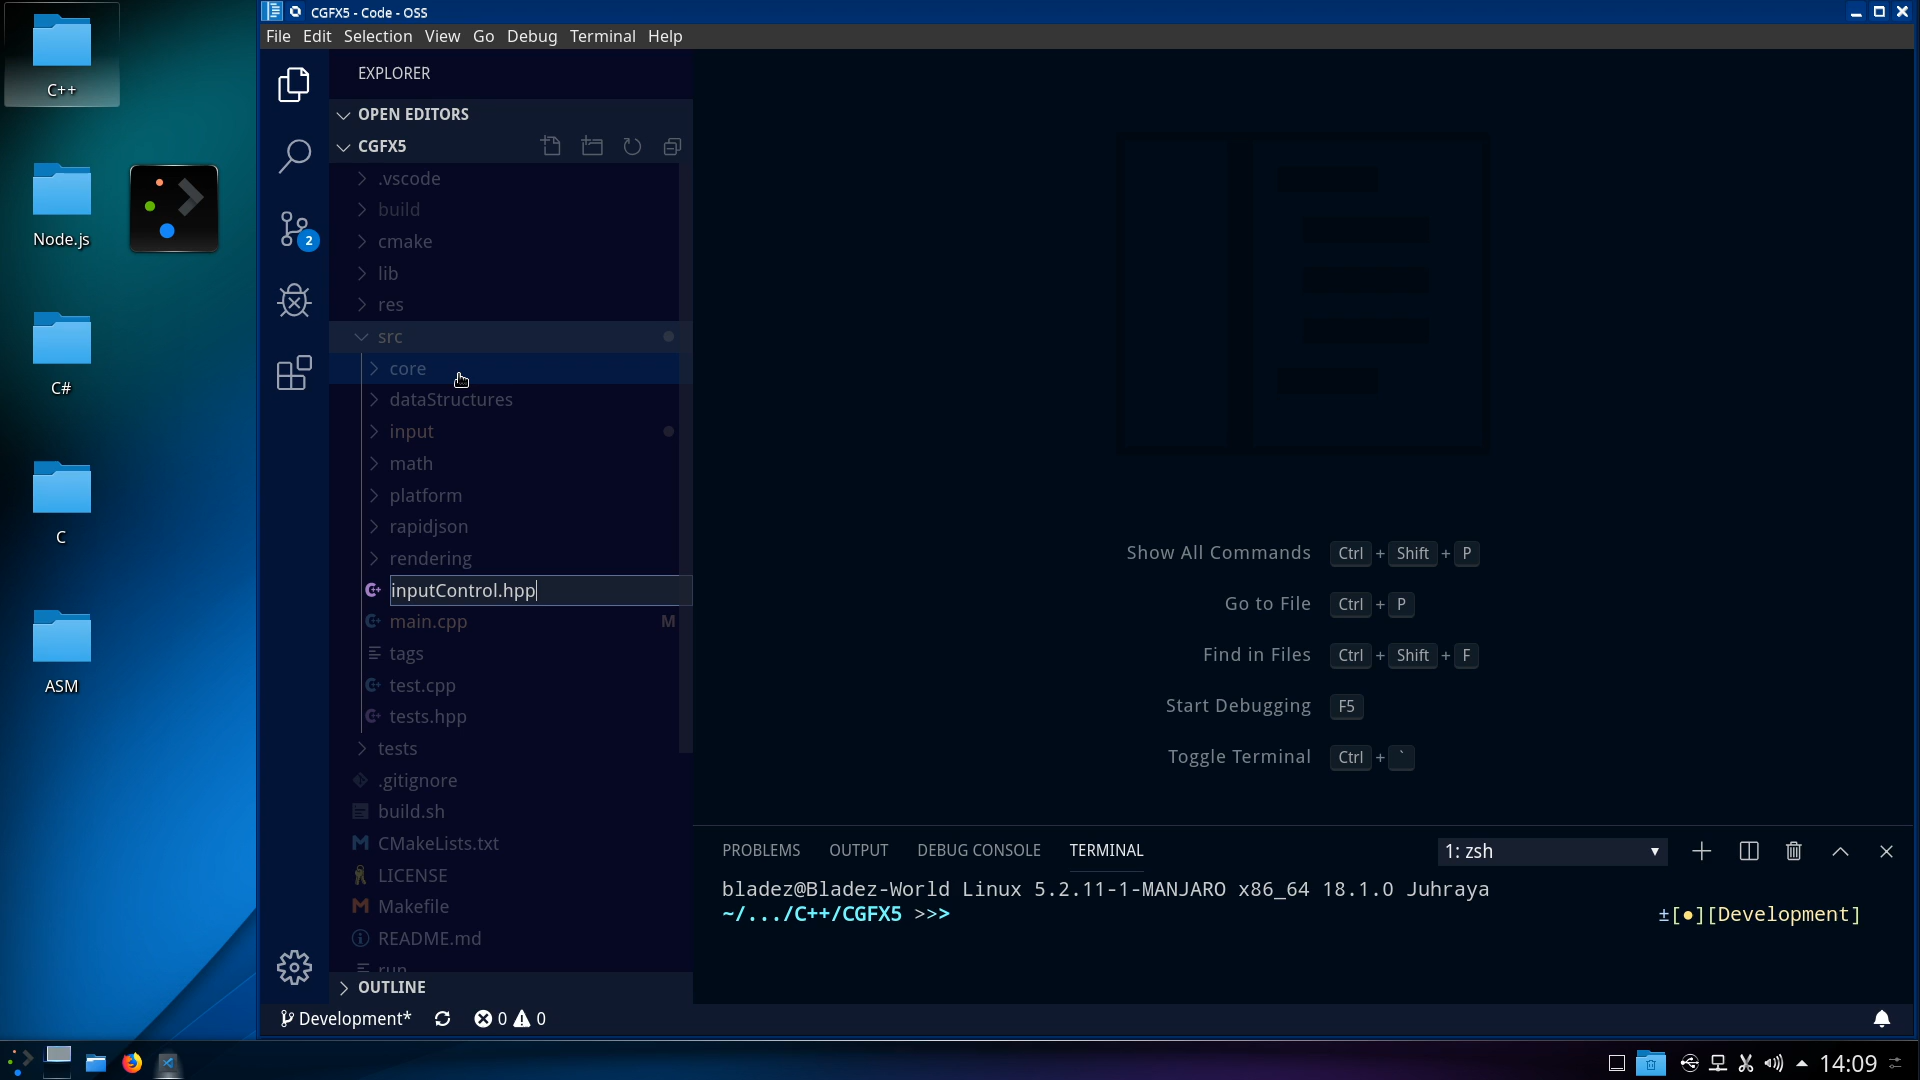 C++
Node.js
C#
C
ASM
CGFX5 - Code - OSS
File Edit Selection View Go Debug Terminal Help
EXPLORER
OPEN EDITORS
CGFX5
.vscode
build
cmake
lib
res
src
core
dataStructures
input
math
platform
rapidjson
rendering
inputControl.hpp
main.cpp M
tags
test.cpp
tests.hpp
tests
.gitignore
build.sh
CMakeLists.txt
LICENSE
Makefile
README.md
run
OUTLINE
2
Show All Commands Ctrl + Shift + P
Go to File Ctrl + P
Find in Files Ctrl + Shift + F
Start Debugging F5
Toggle Terminal Ctrl + `
PROBLEMS OUTPUT DEBUG CONSOLE TERMINAL 1: zsh
bladez@Bladez-World Linux 5.2.11-1-MANJARO x86_64 18.1.0 Juhraya
~/.../C++/CGFX5 >>> ±[●][Development]
Development* 0 0
14:09